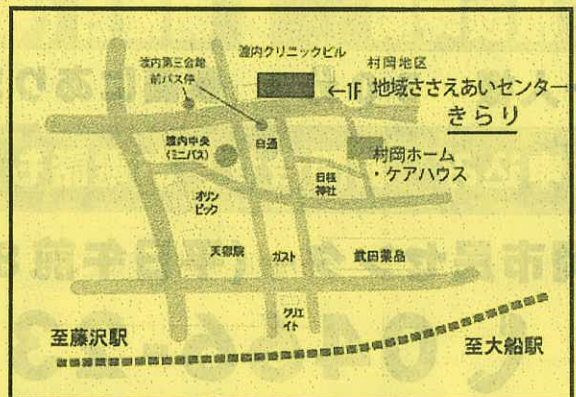 渡内クリニックビル
渡内第三会館
前バス停
村岡地区
←1F 地域ささえあいセンター
きらり
渡内中央
(ミニバス)
日通
村岡ホーム
・ケアハウス
日枝
神社
オリン
ピック
天嶽院
ガスト
武田薬品
クリエ
イト
至藤沢駅
至大船駅